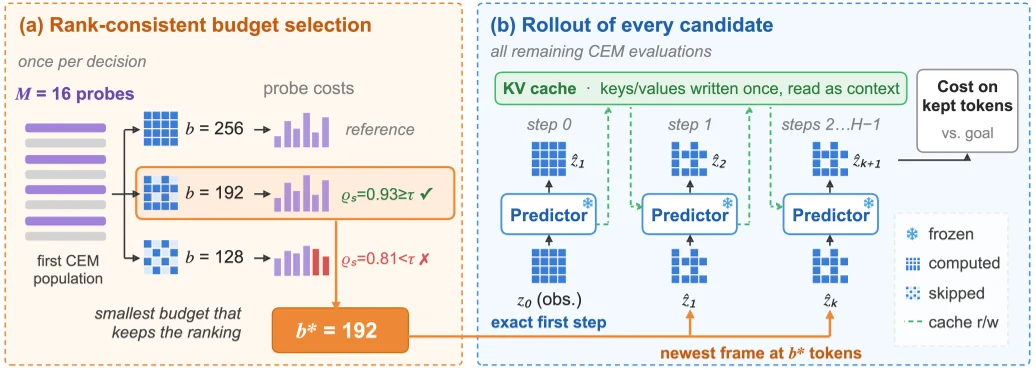 (a) Rank-consistent budget selection
once per decision
M = 16 probes
probe costs
b = 256
reference
b = 192
ϱₛ=0.93≥τ ✓
b = 128
ϱₛ=0.81<τ ✗
first CEM
population
smallest budget that
keeps the ranking
b* = 192
(b) Rollout of every candidate
all remaining CEM evaluations
KV cache · keys/values written once, read as context
Cost on
kept tokens
vs. goal
step 0
step 1
steps 2…H−1
ẑ₁
ẑ₂
ẑₖ₊₁
Predictor
Predictor
Predictor
z₀ (obs.)
ẑ₁
ẑₖ
exact first step
newest frame at b* tokens
frozen
computed
skipped
cache r/w